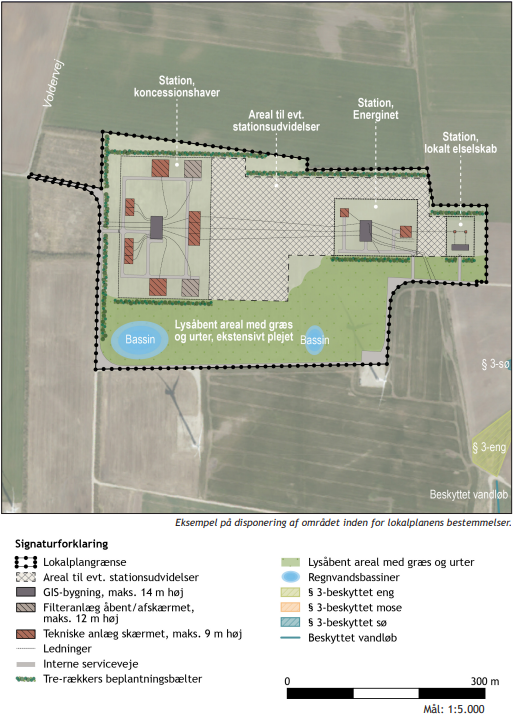 Voldervej
Station,
koncessionshaver
Areal til evt.
stationsudvidelser
Station,
Energinet
Station,
lokalt elselskab
Lysåbent areal med græs
og urter, ekstensivt plejet
Bassin
Bassin
§ 3-sø
§ 3-eng
Beskyttet vandløb
Eksempel på disponering af området inden for lokalplanens bestemmelser.
Signaturforklaring
Lokalplangrænse
Areal til evt. stationsudvidelser
GIS-bygning, maks. 14 m høj
Filteranlæg åbent/afskærmet,
maks. 12 m høj
Tekniske anlæg skærmet, maks. 9 m høj
Ledninger
Interne serviceveje
Tre-rækkers beplantningsbælter
Lysåbent areal med græs og urter
Regnvandsbassiner
§ 3-beskyttet eng
§ 3-beskyttet mose
§ 3-beskyttet sø
Beskyttet vandløb
0 300 m
Mål: 1:5.000